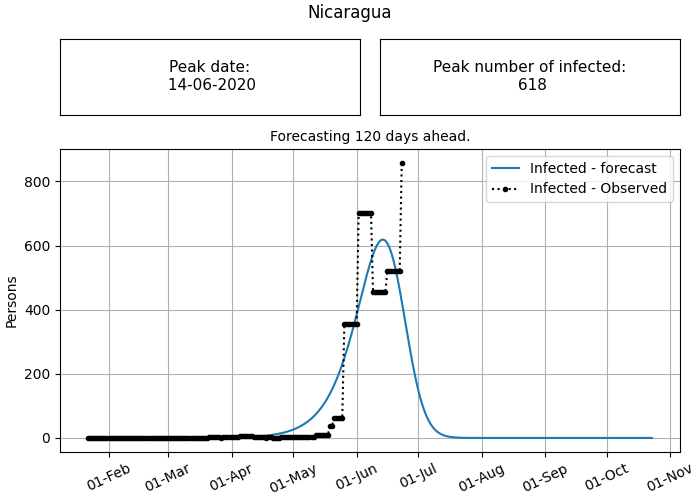 Nicaragua
Peak date:
14-06-2020
Peak number of infected:
618
Forecasting 120 days ahead.
Infected - forecast
Infected - Observed
Persons
800
600
400
200
0
01-Feb
01-Mar
01-Apr
01-May
01-Jun
01-Jul
01-Aug
01-Sep
01-Oct
01-Nov